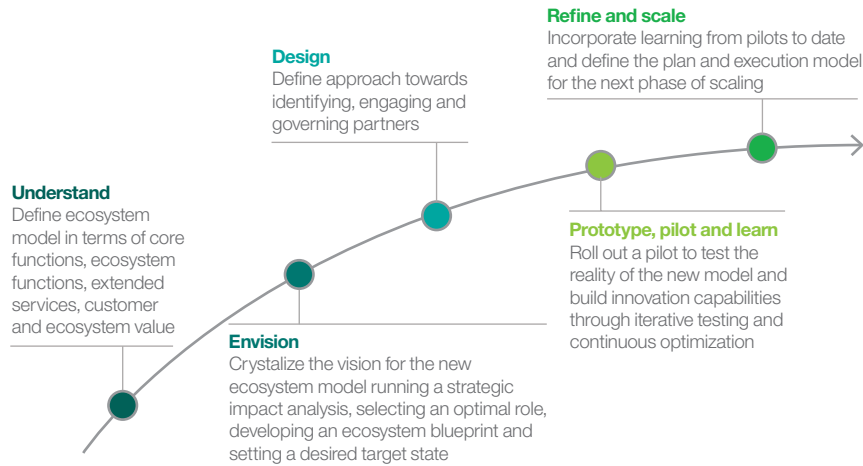 Understand
Define ecosystem
model in terms of core
functions, ecosystem
functions, extended
services, customer
and ecosystem value
Envision
Crystalize the vision for the new
ecosystem model running a strategic
impact analysis, selecting an optimal role,
developing an ecosystem blueprint and
setting a desired target state
Design
Define approach towards
identifying, engaging and
governing partners
Prototype, pilot and learn
Roll out a pilot to test the
reality of the new model and
build innovation capabilities
through iterative testing and
continuous optimization
Refine and scale
Incorporate learning from pilots to date
and define the plan and execution model
for the next phase of scaling